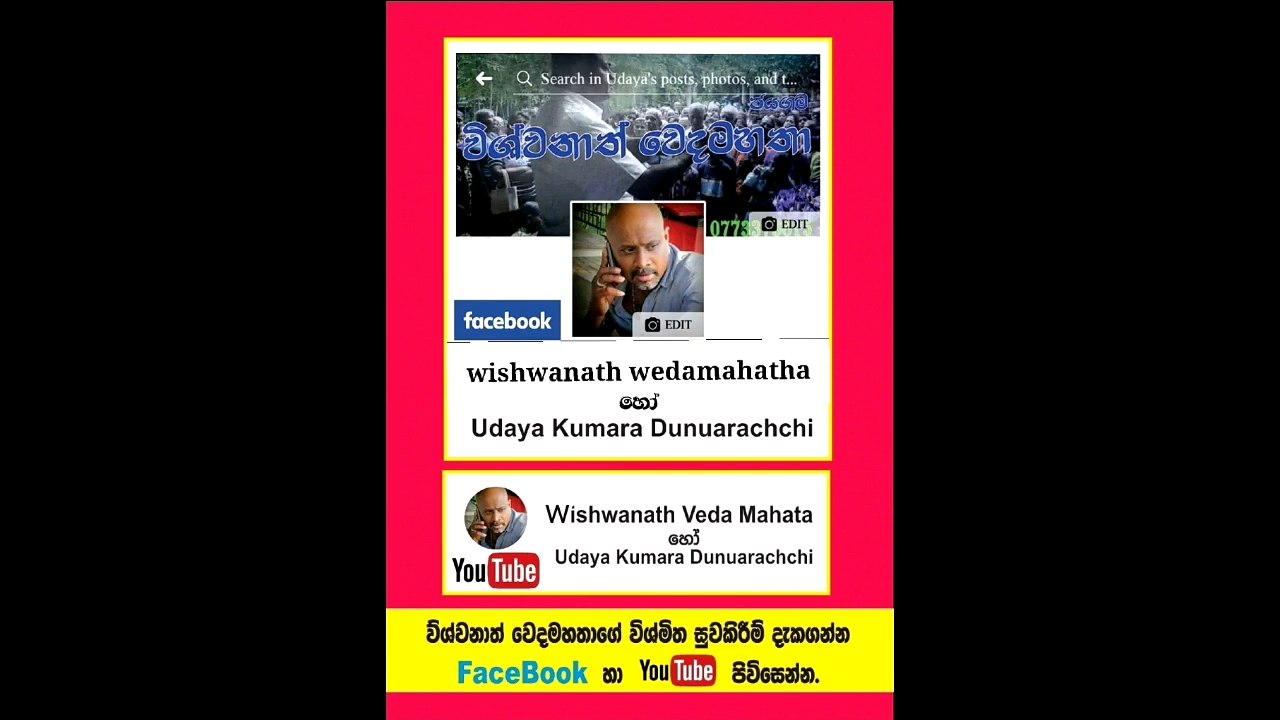 Search in Udaya's posts, photos, and t...
ජයගම
විශ්වනාත් වෙදමහතා
EDIT
EDIT
facebook
wishwanath wedamahatha
හෝ
Udaya Kumara Dunuarachchi
Wishwanath Veda Mahata
හෝ
Udaya Kumara Dunuarachchi
YouTube
විශ්වනාත් වෙදමහතාගේ විශ්මිත සුවකිරීම් දැකගන්න
FaceBook හා YouTube පිවිසෙන්න.